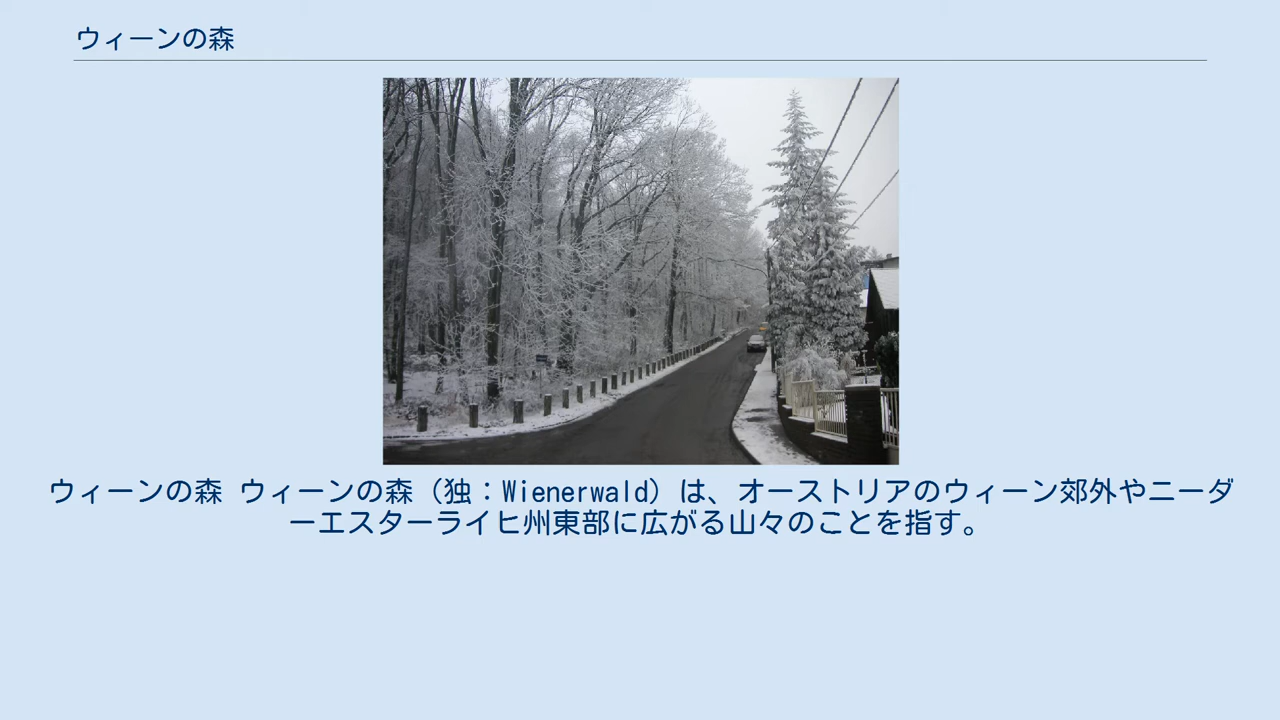 ウィーンの森
ウィーンの森 ウィーンの森（独：Wienerwald）は、オーストリアのウィーン郊外やニーダ
ーエスターライヒ州東部に広がる山々のことを指す。